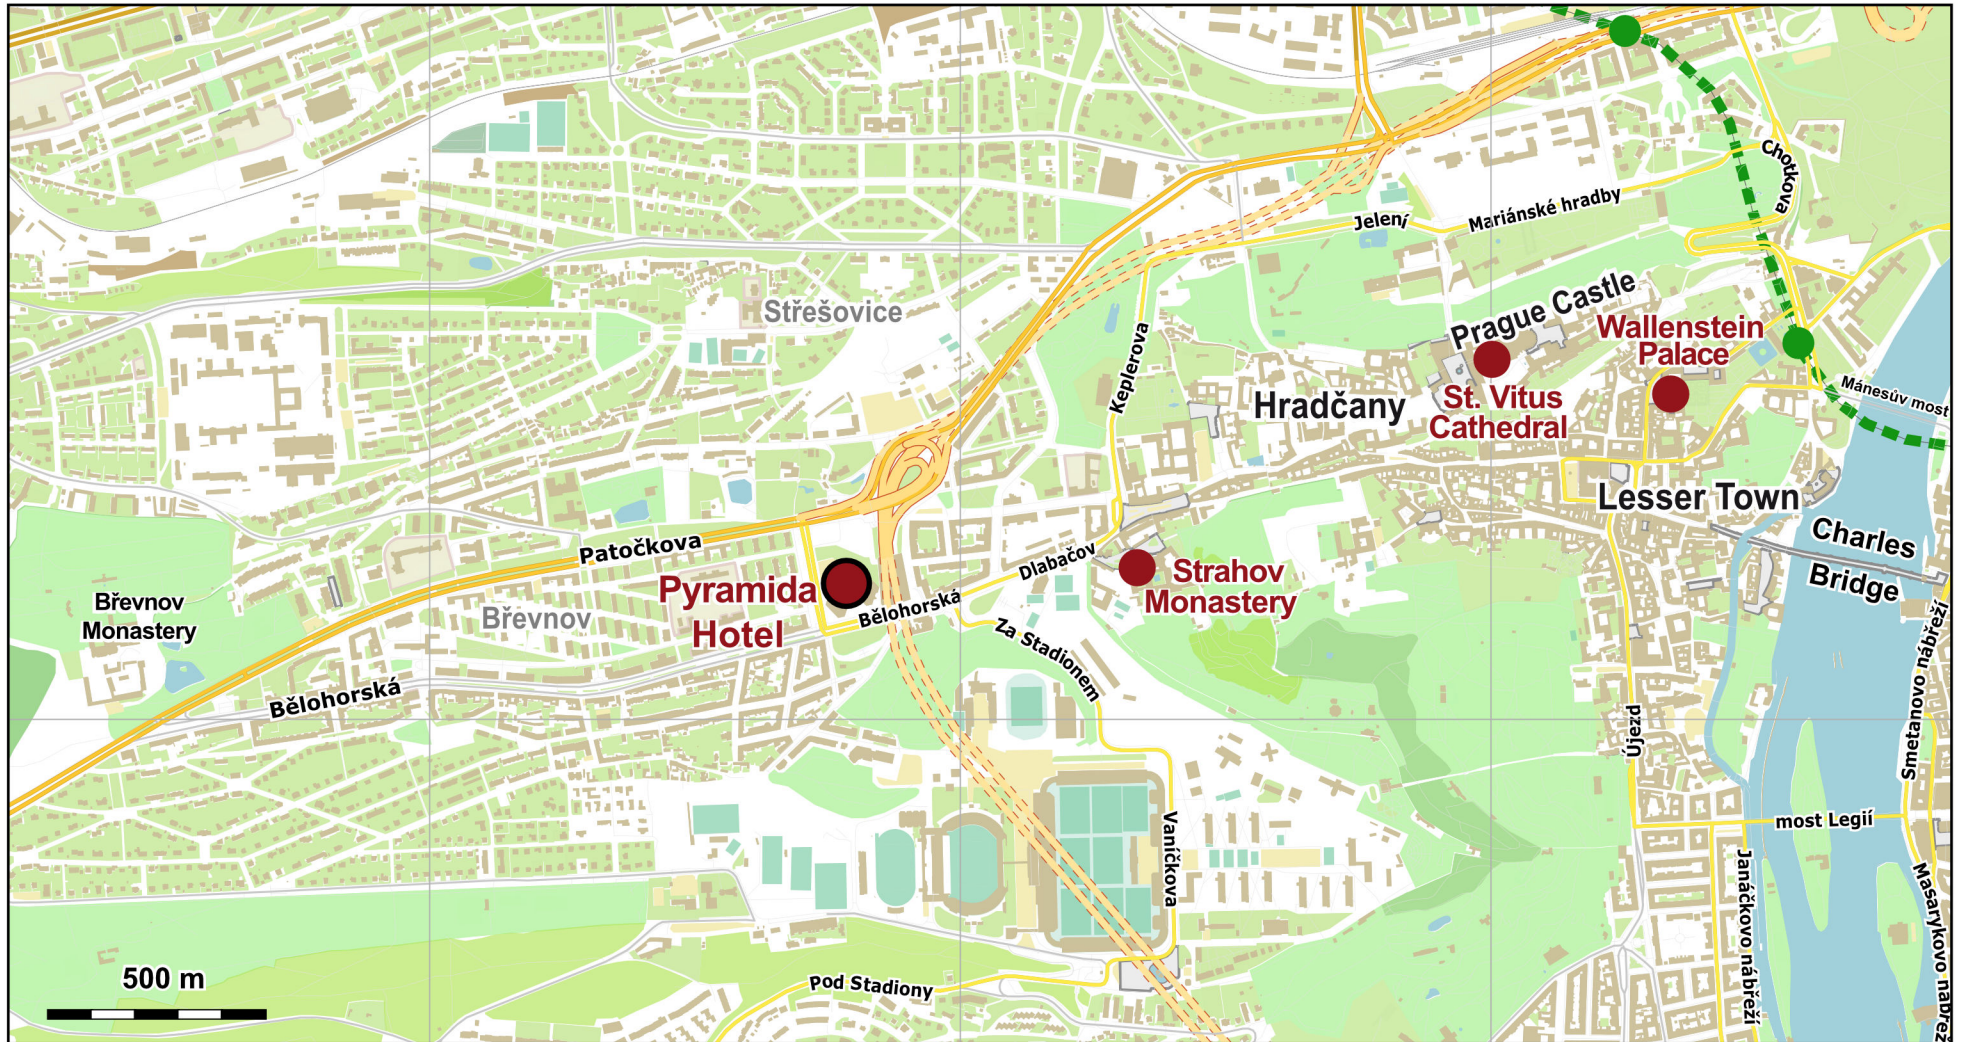 Chotkova
Jelení
Mariánské hradby
Střešovice
Prague Castle
Wallenstein
Palace
Keplerova
Hradčany
St. Vitus
Cathedral
Mánesův most
Lesser Town
Charles
Bridge
Patočkova
Dlabačov
Strahov
Monastery
Pyramida
Hotel
Bělohorská
Břevnov
Monastery
Břevnov
Za Stadionem
Bělohorská
Újezd
Smetanovo nábřeží
most Legií
Vaníčkova
Janáčkovo nábřeží
Masarykovo
500 m
Pod Stadiony